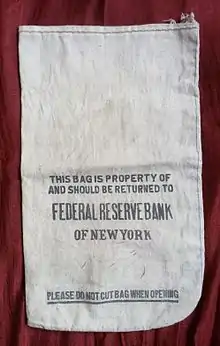 THIS BAG IS PROPERTY OF
AND SHOULD BE RETURNED TO
FEDERAL RESERVE BANK
OF NEW YORK
PLEASE DO NOT CUT BAG WHEN OPENING